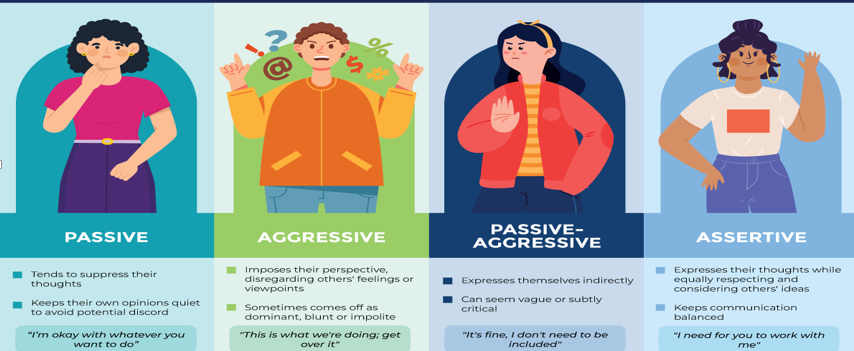 ! ? @ % $ *
PASSIVE
Tends to suppress their
thoughts
Keeps their own opinions quiet
to avoid potential discord
"I'm okay with whatever you
want to do"
AGGRESSIVE
Imposes their perspective,
disregarding others' feelings or
viewpoints
Sometimes comes off as
dominant, blunt or impolite
"This is what we're doing; get
over it"
PASSIVE-
AGGRESSIVE
Expresses themselves indirectly
Can seem vague or subtly
critical
"It's fine, I don't need to be
included"
ASSERTIVE
Expresses their thoughts while
equally respecting and
considering others' ideas
Keeps communication
balanced
"I need for you to work with
me"